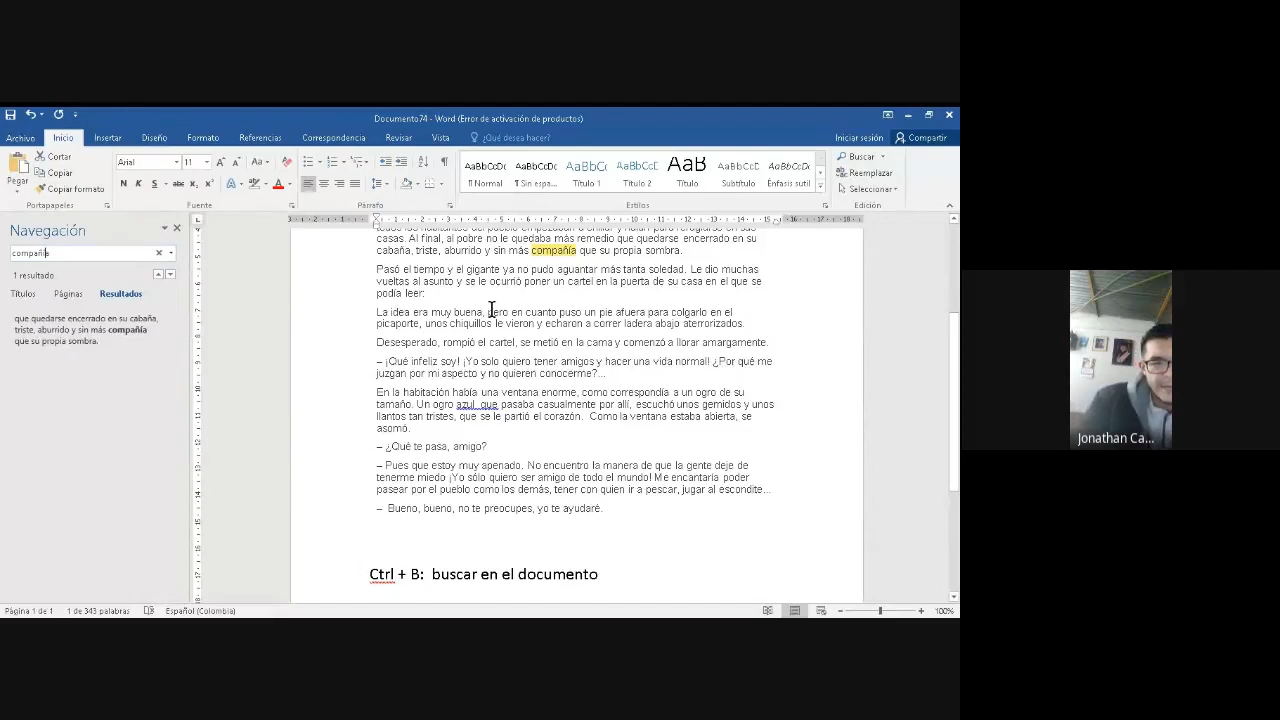 Documento74 - Word (Error de activación de productos)
Archivo Inicio Insertar Diseño Formato Referencias Correspondencia Revisar Vista ¿Qué desea hacer? Iniciar sesión Compartir
Pegar
Cortar
Copiar
Copiar formato
Portapapeles
Arial 11
N K S abc x₂ x²
Fuente
Párrafo
AaBbCcDc AaBbCcDc AaBbCc AaBbCcC AaB AaBbCcC AaBbCcDc
¶ Normal ¶ Sin espa... Título 1 Título 2 Título Subtítulo Énfasis sutil
Estilos
Buscar
Reemplazar
Seleccionar
Edición
Navegación
compañía
1 resultado
Títulos Páginas Resultados
que suspendarse encerrado en su cabaña,
triste, aburrido y sin más compañía
que su propia sombra.
casas. Al final, al pobre no le quedaba más remedio que quedarse encerrado en su
cabaña, triste, aburrido y sin más compañía que su propia sombra.
Pasó el tiempo y el gigante ya no pudo aguantar más tanta soledad. Le dio muchas
vueltas al asunto y se le ocurrió poner un cartel en la puerta de su casa en el que se
podía leer:
La idea era muy buena, pero en cuanto puso un pie afuera para colgarlo en el
picaporte, unos chiquillos le vieron y echaron a correr ladera abajo aterrorizados.
Desesperado, rompió el cartel, se metió en la cama y comenzó a llorar amargamente.
– ¡Qué infeliz soy! ¡Yo solo quiero tener amigos y hacer una vida normal! ¿Por qué me
juzgan por mi aspecto y no quieren conocerme?...
En la habitación había una ventana enorme, como correspondía a un ogro de su
tamaño. Un ogro azul que pasaba casualmente por allí, escuchó unos gemidos y unos
llantos tan tristes, que se le partió el corazón. Como la ventana estaba abierta, se
asomó.
– ¿Qué te pasa, amigo?
– Pues que estoy muy apenado. No encuentro la manera de que la gente deje de
tenerme miedo ¡Yo sólo quiero ser amigo de todo el mundo! Me encantaría poder
pasear por el pueblo como los demás, tener con quien ir a pescar, jugar al escondite...
– Bueno, bueno, no te preocupes, yo te ayudaré.
Ctrl + B: buscar en el documento
Página 1 de 1 1 de 343 palabras Español (Colombia) 100%
Jonathan Ca...